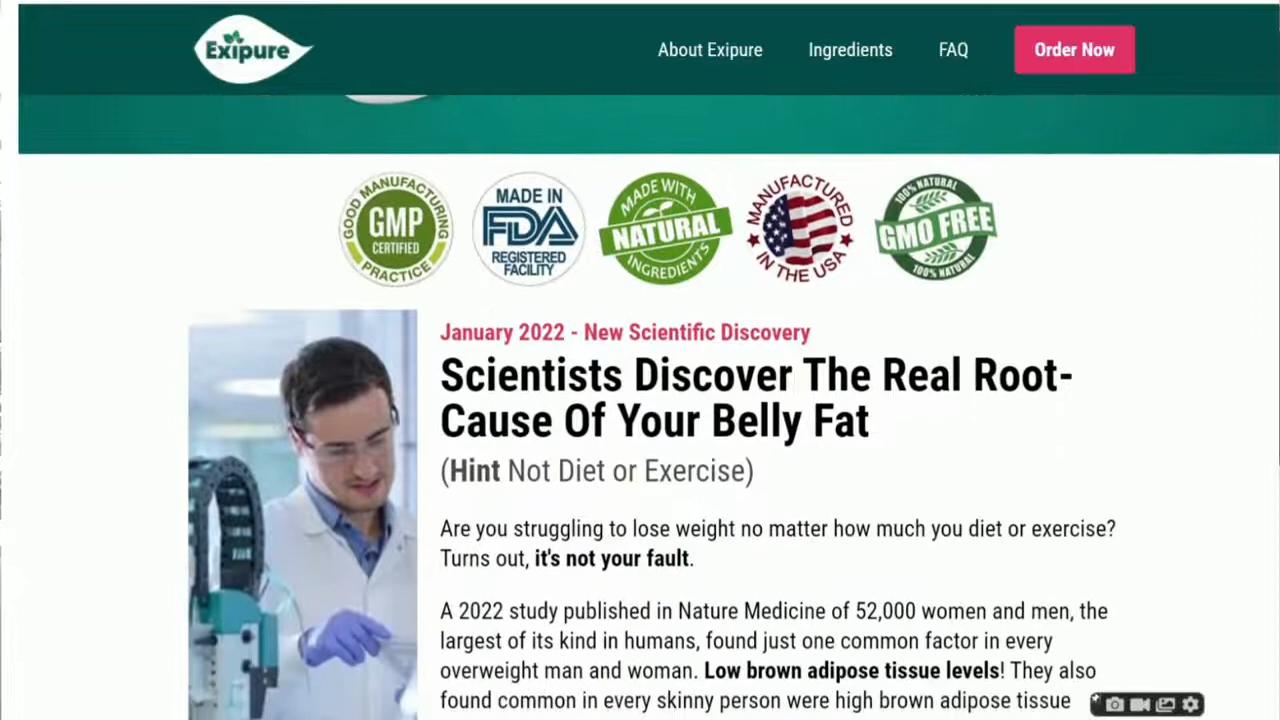 Exipure
About Exipure
Ingredients
FAQ
Order Now
GOOD MANUFACTURING
GMP
CERTIFIED
PRACTICE
MADE IN
FDA
REGISTERED
FACILITY
MADE WITH
NATURAL
INGREDIENTS
MANUFACTURED
IN THE USA
100% NATURAL
GMO FREE
100% NATURAL
January 2022 - New Scientific Discovery
Scientists Discover The Real Root-
Cause Of Your Belly Fat
(Hint Not Diet or Exercise)
Are you struggling to lose weight no matter how much you diet or exercise?
Turns out, it's not your fault.
A 2022 study published in Nature Medicine of 52,000 women and men, the
largest of its kind in humans, found just one common factor in every
overweight man and woman. Low brown adipose tissue levels! They also
found common in every skinny person were high brown adipose tissue